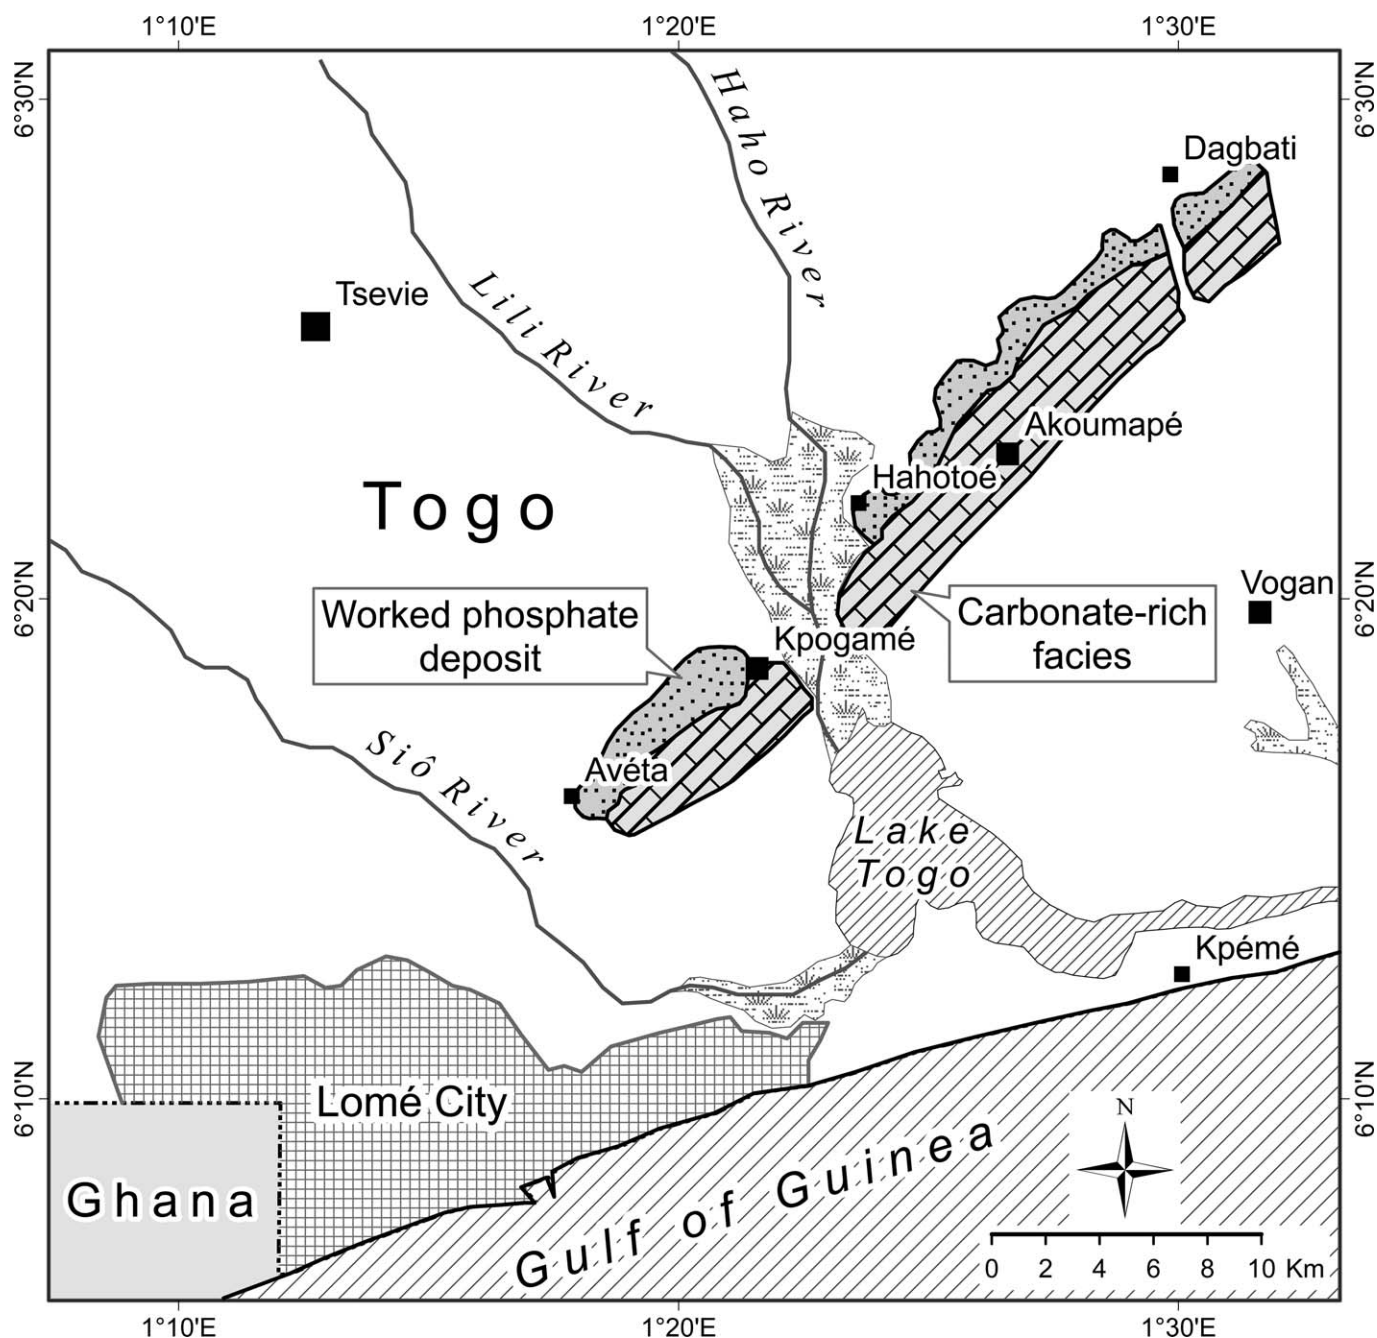 1°10'E
1°20'E
1°30'E
6°30'N
6°30'N
Haho River
Dagbati
Tsevie
Lili River
Akoumapé
Hahotoé
Togo
6°20'N
6°20'N
Vogan
Worked phosphate
deposit
Carbonate-rich
facies
Kpogamé
Siô River
Avéta
Lake
Togo
Kpémé
6°10'N
6°10'N
Lomé City
N
Ghana
Gulf of Guinea
0 2 4 6 8 10 Km
1°10'E
1°20'E
1°30'E